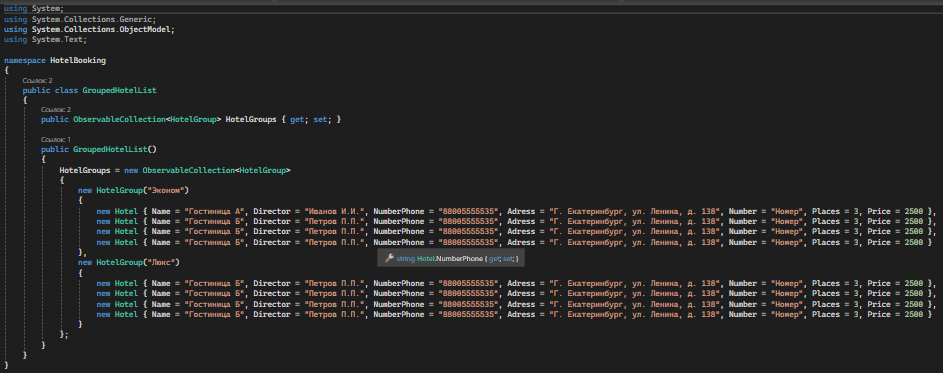 using System;
using System.Collections.Generic;
using System.Collections.ObjectModel;
using System.Text;
namespace HotelBooking
{
Ссылок: 2
public class GroupedHotelList
{
Ссылок: 2
public ObservableCollection<HotelGroup> HotelGroups { get; set; }
Ссылок: 1
public GroupedHotelList()
{
HotelGroups = new ObservableCollection<HotelGroup>
{
new HotelGroup("Эконом")
{
new Hotel { Name = "Гостиница А", Director = "Иванов И.И.", NumberPhone = "88005555535", Adress = "Г. Екатеринбург, ул. Ленина, д. 138", Number = "Номер", Places = 3, Price = 2500 },
new Hotel { Name = "Гостиница Б", Director = "Петров П.П.", NumberPhone = "88005555535", Adress = "Г. Екатеринбург, ул. Ленина, д. 138", Number = "Номер", Places = 3, Price = 2500 },
new Hotel { Name = "Гостиница Б", Director = "Петров П.П.", NumberPhone = "88005555535", Adress = "Г. Екатеринбург, ул. Ленина, д. 138", Number = "Номер", Places = 3, Price = 2500 },
new Hotel { Name = "Гостиница Б", Director = "Петров П.П.", NumberPhone = "88005555535", Adress = "Г. Екатеринбург, ул. Ленина, д. 138", Number = "Номер", Places = 3, Price = 2500 }
},
string Hotel.NumberPhone { get; set; }
new HotelGroup("Люкс")
{
new Hotel { Name = "Гостиница Б", Director = "Петров П.П.", NumberPhone = "88005555535", Adress = "Г. Екатеринбург, ул. Ленина, д. 138", Number = "Номер", Places = 3, Price = 2500 },
new Hotel { Name = "Гостиница Б", Director = "Петров П.П.", NumberPhone = "88005555535", Adress = "Г. Екатеринбург, ул. Ленина, д. 138", Number = "Номер", Places = 3, Price = 2500 },
new Hotel { Name = "Гостиница Б", Director = "Петров П.П.", NumberPhone = "88005555535", Adress = "Г. Екатеринбург, ул. Ленина, д. 138", Number = "Номер", Places = 3, Price = 2500 },
new Hotel { Name = "Гостиница Б", Director = "Петров П.П.", NumberPhone = "88005555535", Adress = "Г. Екатеринбург, ул. Ленина, д. 138", Number = "Номер", Places = 3, Price = 2500 }
}
};
}
}
}